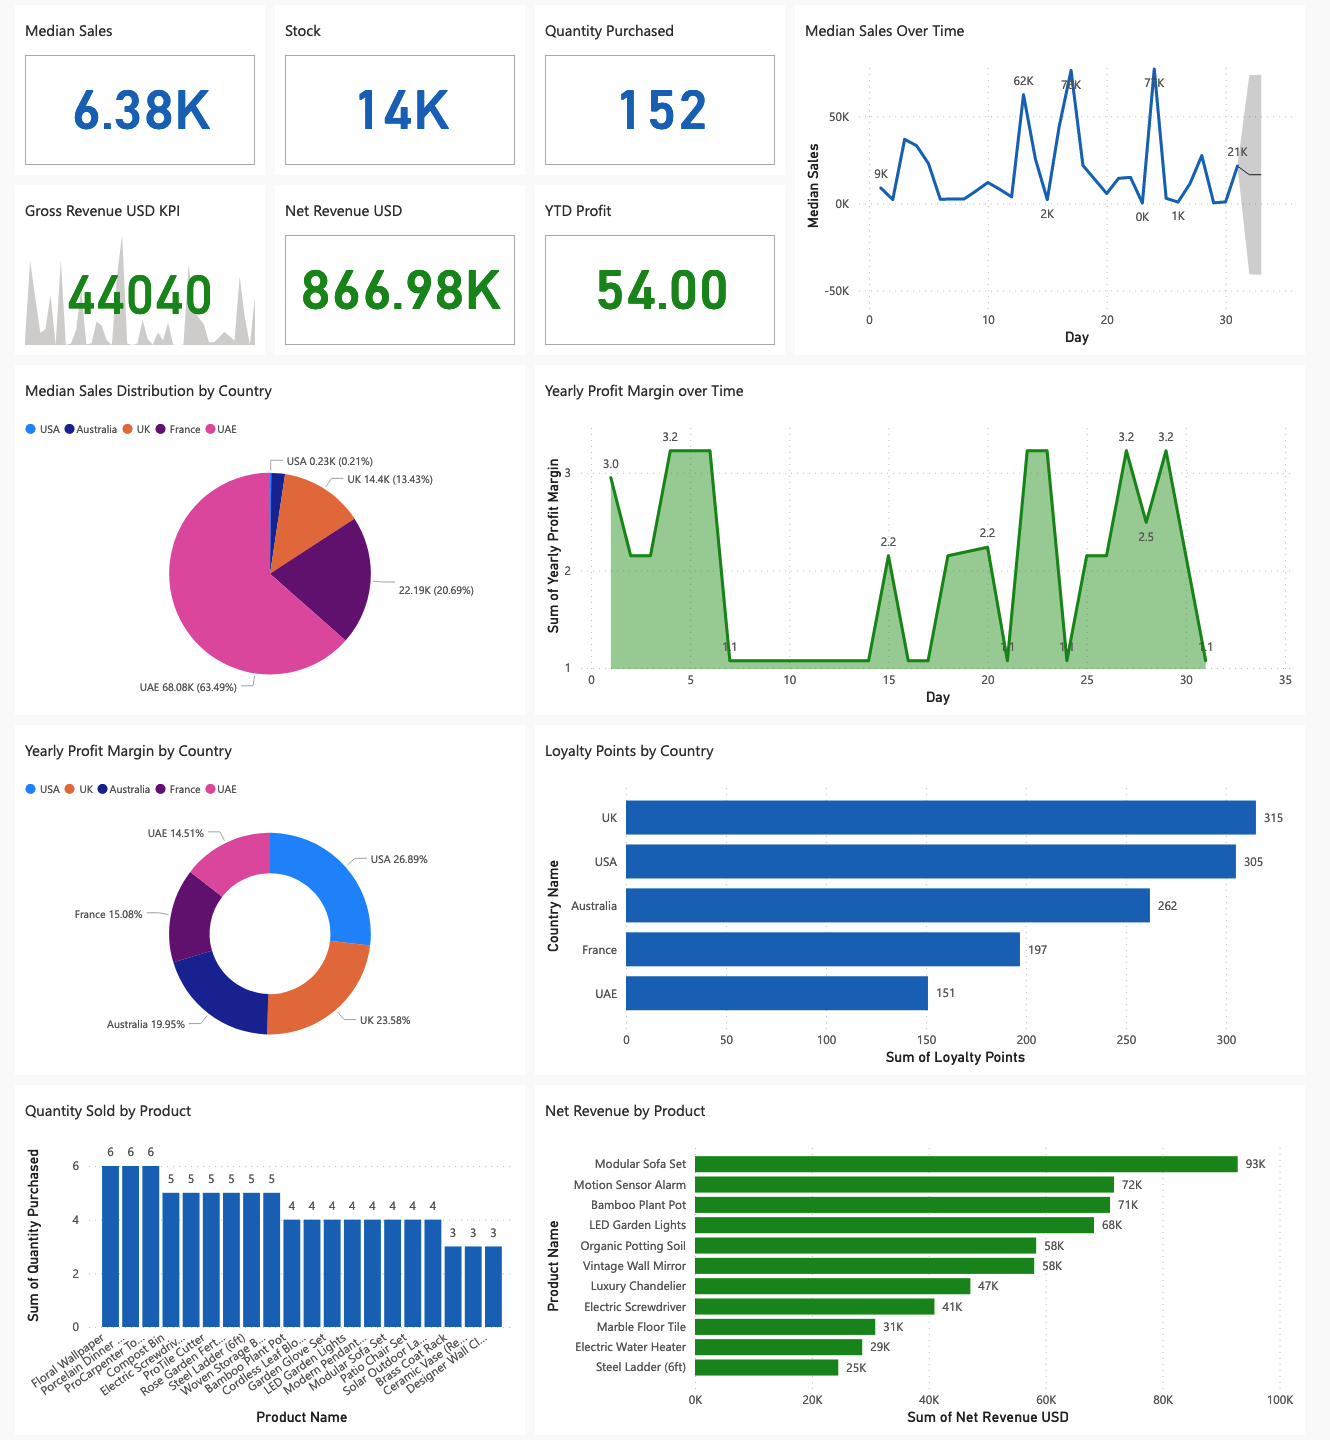 Median Sales
6.38K
Stock
14K
Quantity Purchased
152
Median Sales Over Time
Median Sales
50K
0K
-50K
9K
62K
2K
76K
0K
77K
1K
21K
0
10
20
30
Day
Gross Revenue USD KPI
44040
Net Revenue USD
866.98K
YTD Profit
54.00
Median Sales Distribution by Country
USA
Australia
UK
France
UAE
USA 0.23K (0.21%)
UK 14.4K (13.43%)
22.19K (20.69%)
UAE 68.08K (63.49%)
Yearly Profit Margin over Time
Sum of Yearly Profit Margin
3
2
1
3.0
3.2
1.1
2.2
2.2
1.1
1.1
3.2
2.5
3.2
1.1
0
5
10
15
20
25
30
35
Day
Yearly Profit Margin by Country
USA
UK
Australia
France
UAE
UAE 14.51%
USA 26.89%
France 15.08%
Australia 19.95%
UK 23.58%
Loyalty Points by Country
Country Name
UK
315
USA
305
Australia
262
France
197
UAE
151
0
50
100
150
200
250
300
Sum of Loyalty Points
Quantity Sold by Product
Sum of Quantity Purchased
6
4
2
0
6
6
6
5
5
5
5
5
5
4
4
4
4
4
4
4
4
3
3
3
Floral Wallpaper
Porcelain Dinner ...
ProCarpenter To...
Compost Bin
Electric Screwdriv...
ProTile Cutter
Rose Garden Fert...
Steel Ladder (6ft)
Woven Storage B...
Bamboo Plant Pot
Cordless Leaf Blo...
Garden Glove Set
LED Garden Lights
Modern Pendant...
Modular Sofa Set
Patio Chair Set
Solar Outdoor La...
Brass Coat Rack
Ceramic Vase (Re...
Designer Wall Cl...
Product Name
Net Revenue by Product
Product Name
Modular Sofa Set
93K
Motion Sensor Alarm
72K
Bamboo Plant Pot
71K
LED Garden Lights
68K
Organic Potting Soil
58K
Vintage Wall Mirror
58K
Luxury Chandelier
47K
Electric Screwdriver
41K
Marble Floor Tile
31K
Electric Water Heater
29K
Steel Ladder (6ft)
25K
0K
20K
40K
60K
80K
100K
Sum of Net Revenue USD